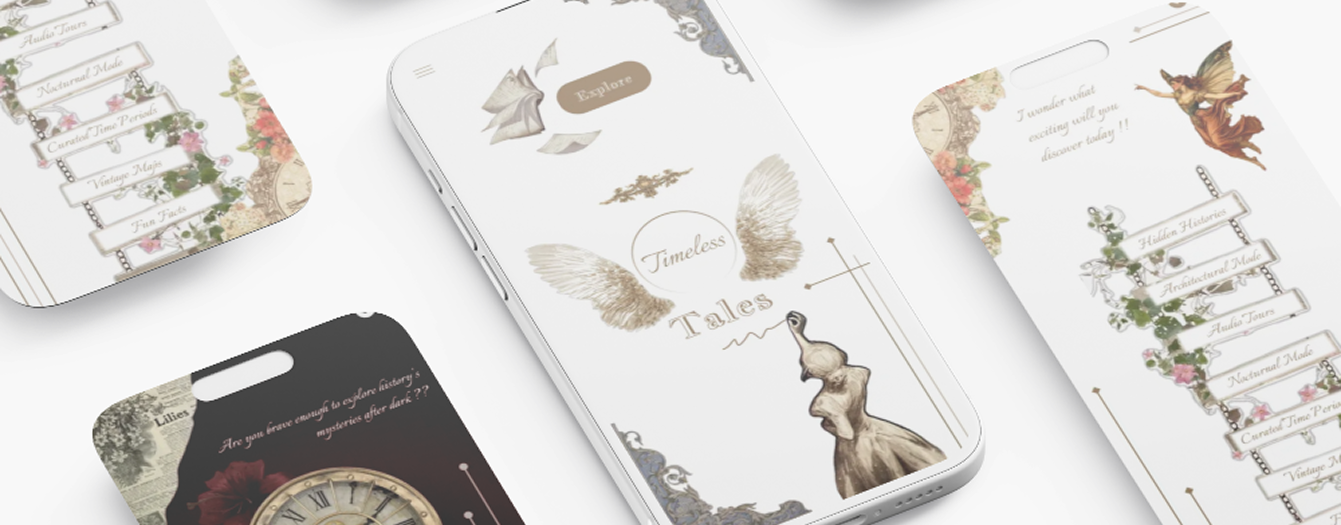 Audio Tours
Nocturnal Mode
Curated Time Periods
Vintage Maps
Fun Facts
Lilies
Are you brave enough to explore history's
mysteries after dark ??
XII
Explore
Timeless
Tales
I wonder what
exciting will you
discover today !!
Hidden Histories
Architectural Mode
Audio Tours
Nocturnal Mode
Curated Time Periods
Vintage M